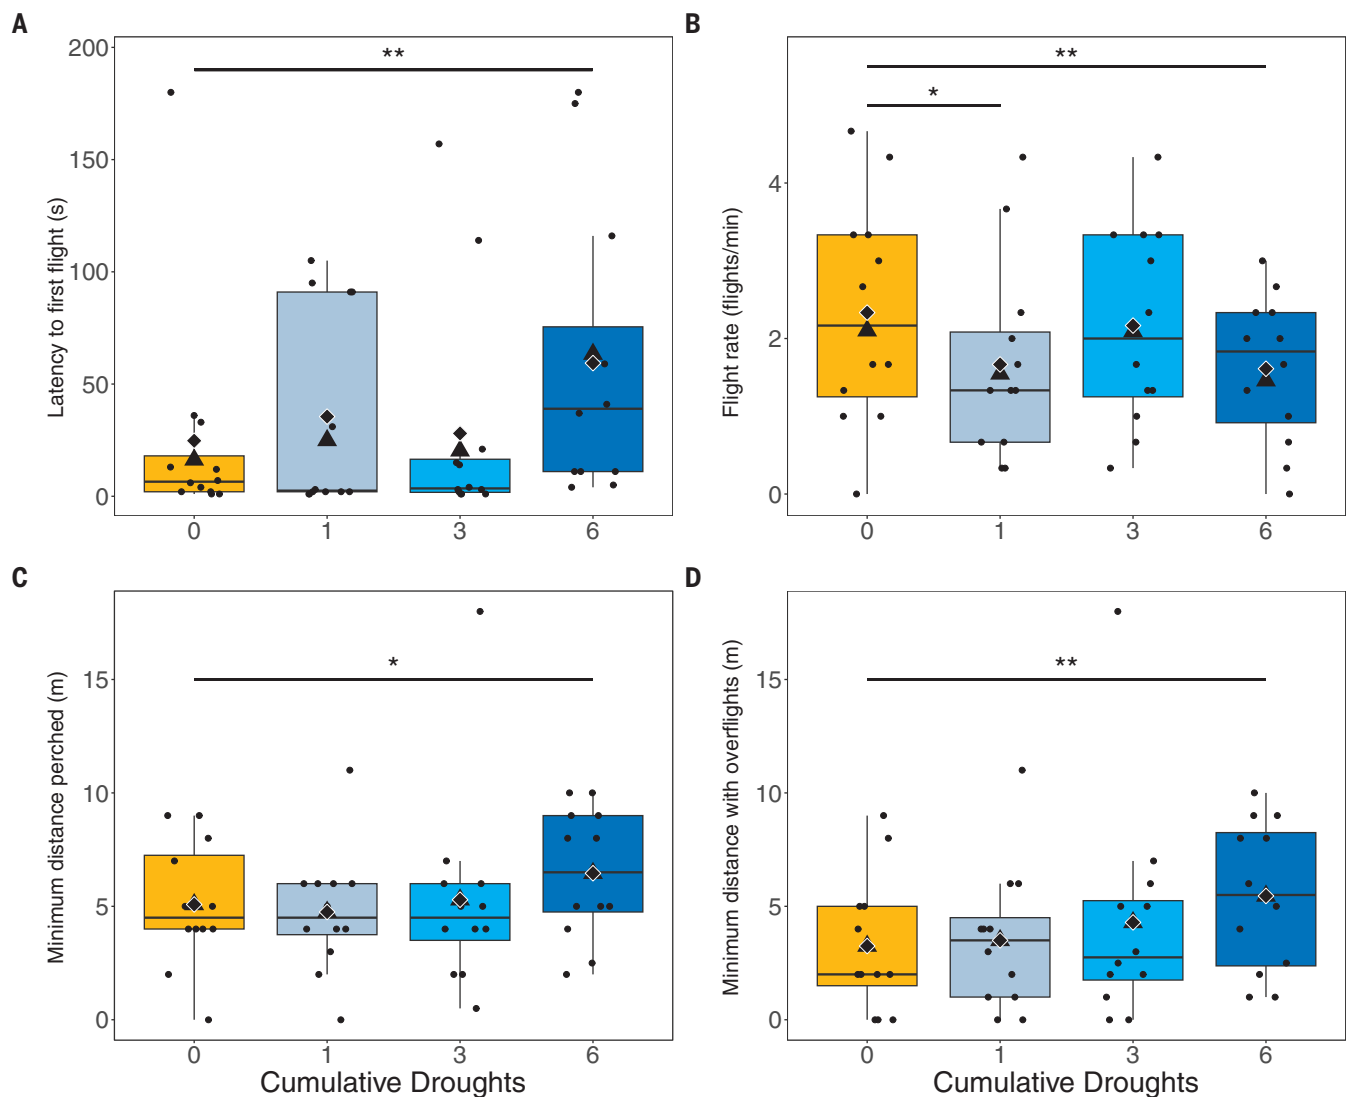 A
Latency to first flight (s)
200
150
100
50
0
**
0 1 3 6
B
Flight rate (flights/min)
4
2
0
**
*
0 1 3 6
C
Minimum distance perched (m)
15
10
5
0
*
0 1 3 6
Cumulative Droughts
D
Minimum distance with overflights (m)
15
10
5
0
**
0 1 3 6
Cumulative Droughts